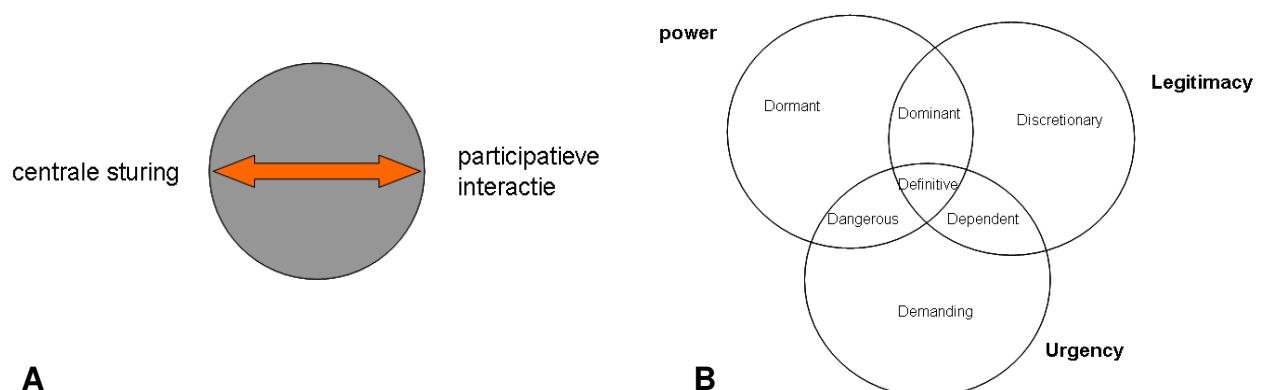 centrale sturing
participatieve
interactie
A
power
Legitimacy
Dormant
Dominant
Discretionary
Definitive
Dangerous
Dependent
Demanding
Urgency
B